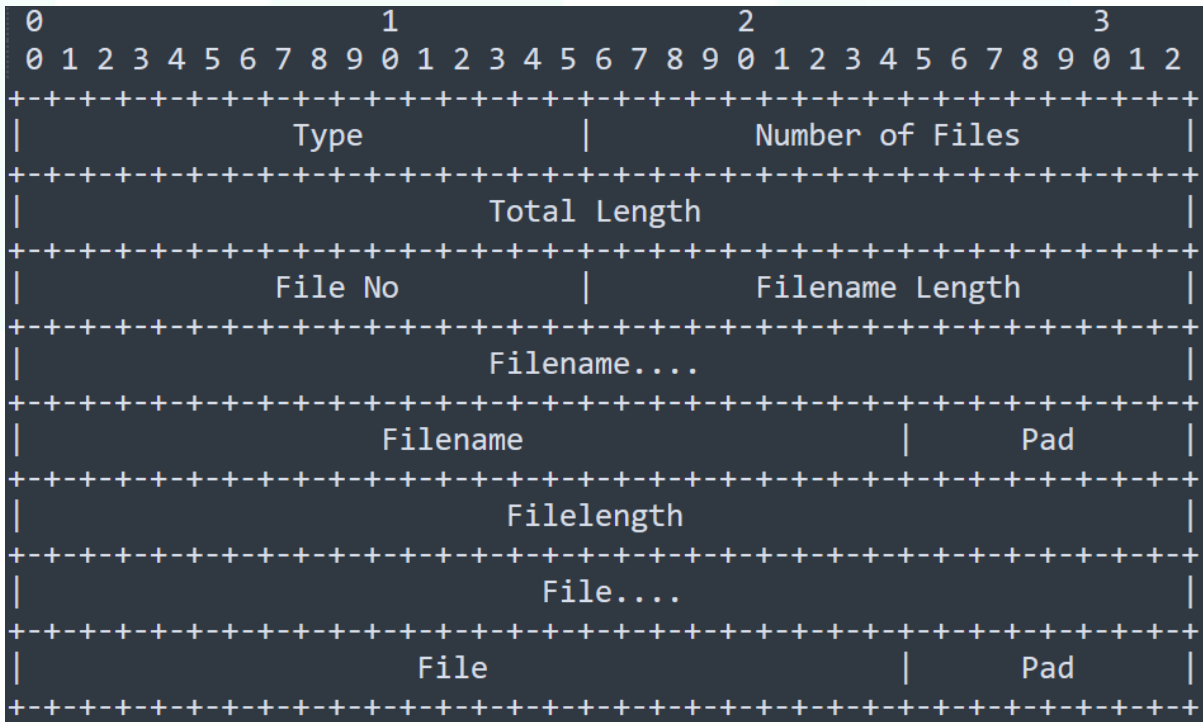 0                   1                   2                   3
 0 1 2 3 4 5 6 7 8 9 0 1 2 3 4 5 6 7 8 9 0 1 2 3 4 5 6 7 8 9 0 1 2
+-+-+-+-+-+-+-+-+-+-+-+-+-+-+-+-+-+-+-+-+-+-+-+-+-+-+-+-+-+-+-+-+-+
|               Type            |         Number of Files         |
+-+-+-+-+-+-+-+-+-+-+-+-+-+-+-+-+-+-+-+-+-+-+-+-+-+-+-+-+-+-+-+-+-+
|                          Total Length                           |
+-+-+-+-+-+-+-+-+-+-+-+-+-+-+-+-+-+-+-+-+-+-+-+-+-+-+-+-+-+-+-+-+-+
|              File No          |         Filename Length         |
+-+-+-+-+-+-+-+-+-+-+-+-+-+-+-+-+-+-+-+-+-+-+-+-+-+-+-+-+-+-+-+-+-+
|                          Filename....                           |
+-+-+-+-+-+-+-+-+-+-+-+-+-+-+-+-+-+-+-+-+-+-+-+-+-+-+-+-+-+-+-+-+-+
|                    Filename                     |      Pad      |
+-+-+-+-+-+-+-+-+-+-+-+-+-+-+-+-+-+-+-+-+-+-+-+-+-+-+-+-+-+-+-+-+-+
|                           Filelength                            |
+-+-+-+-+-+-+-+-+-+-+-+-+-+-+-+-+-+-+-+-+-+-+-+-+-+-+-+-+-+-+-+-+-+
|                             File....                            |
+-+-+-+-+-+-+-+-+-+-+-+-+-+-+-+-+-+-+-+-+-+-+-+-+-+-+-+-+-+-+-+-+-+
|                      File                       |      Pad      |
+-+-+-+-+-+-+-+-+-+-+-+-+-+-+-+-+-+-+-+-+-+-+-+-+-+-+-+-+-+-+-+-+-+